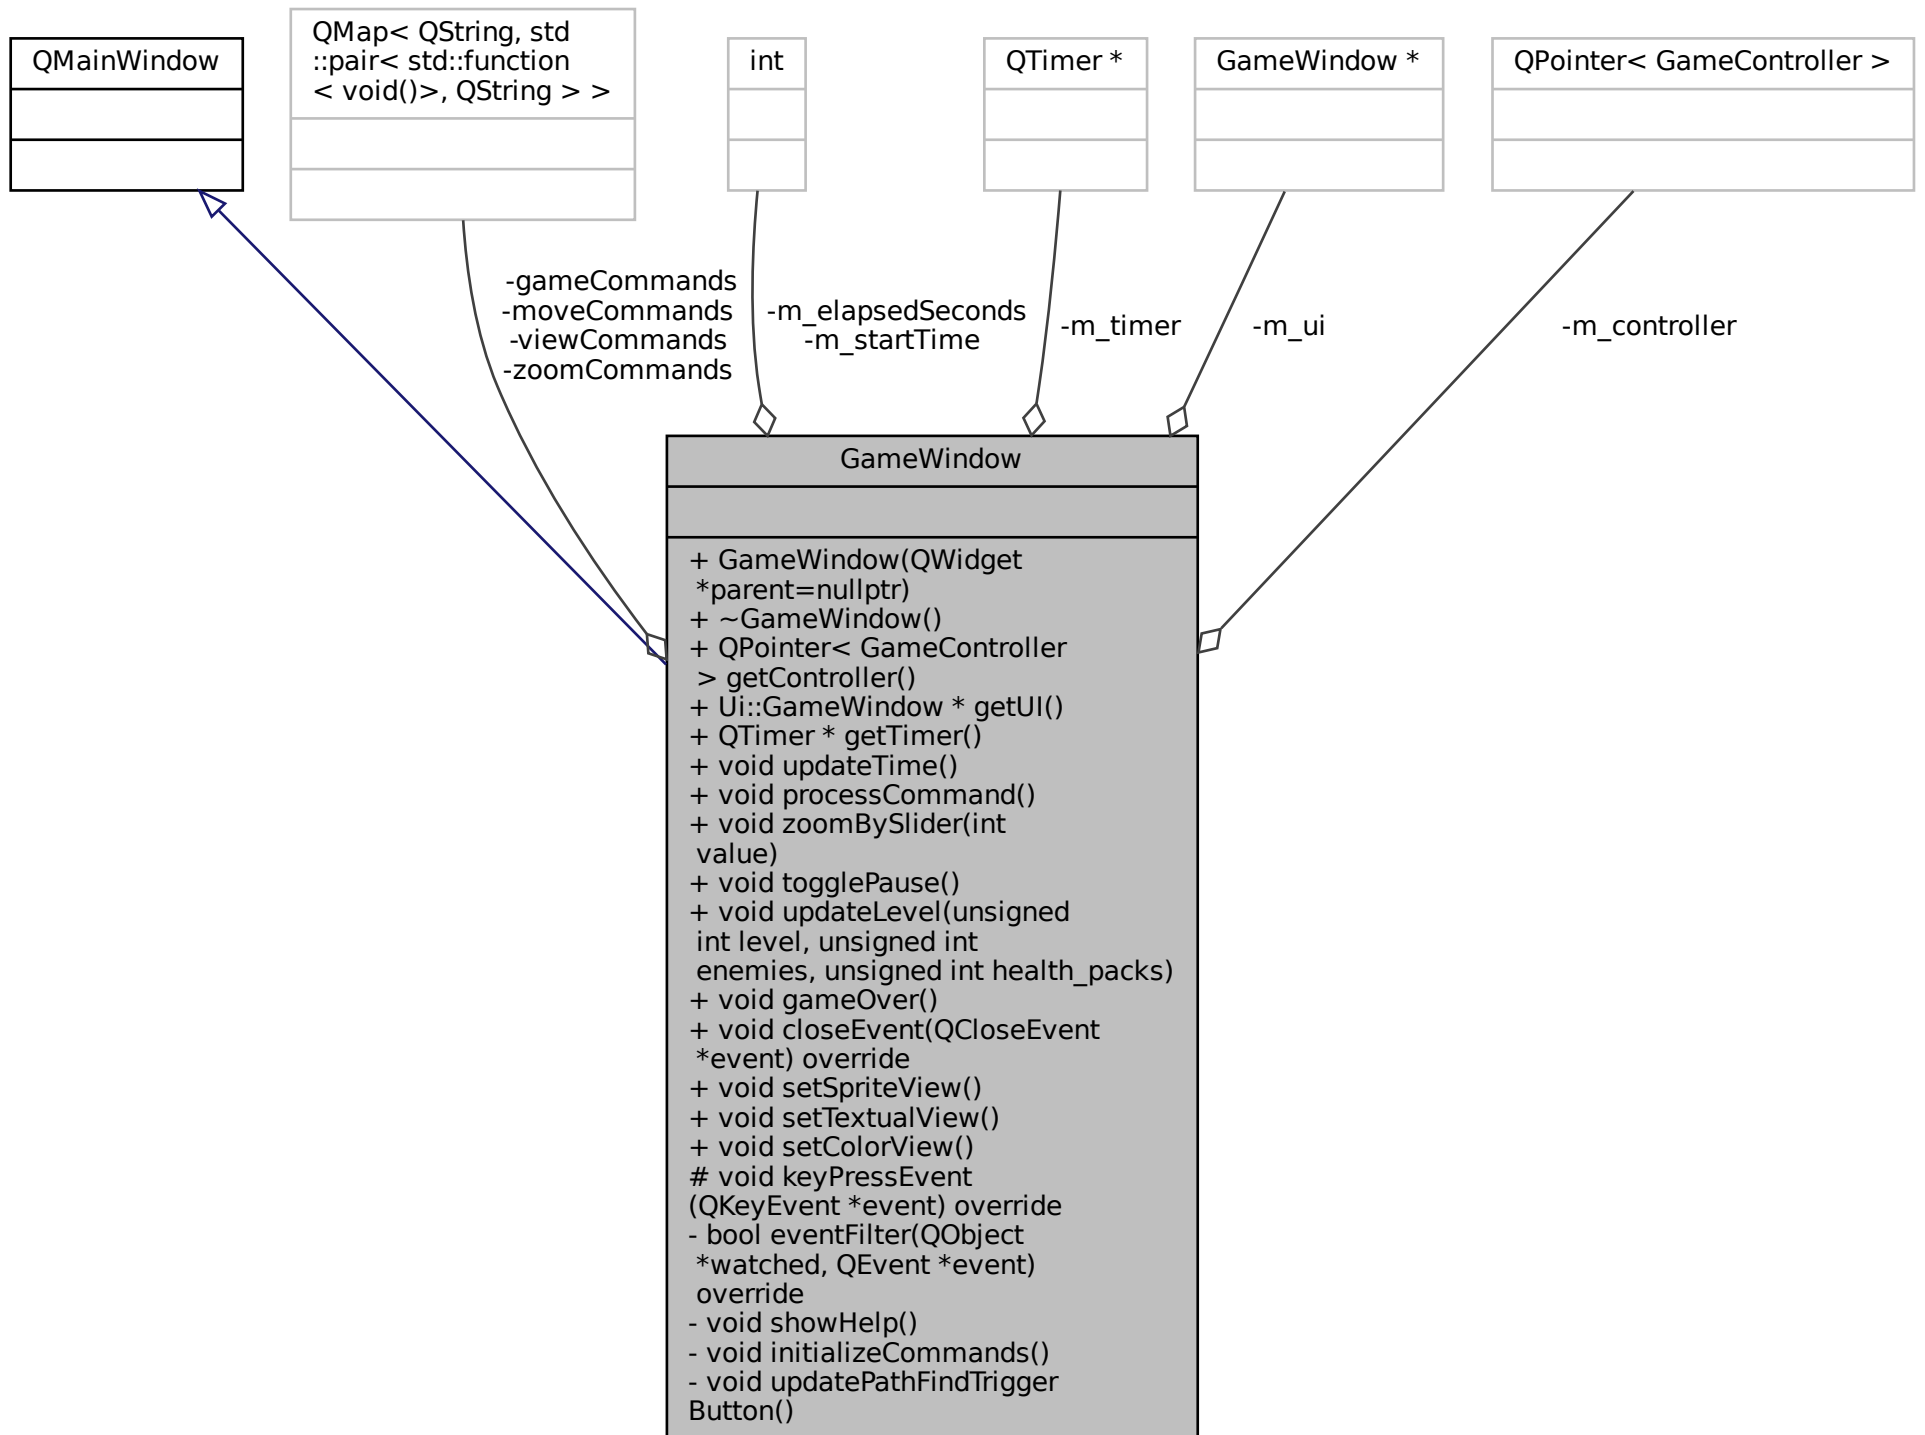 QMainWindow
QMap< QString, std
::pair< std::function
< void()>, QString > >
int
QTimer *
GameWindow *
QPointer< GameController >
-gameCommands
-moveCommands
-viewCommands
-zoomCommands
-m_elapsedSeconds
-m_startTime
-m_timer
-m_ui
-m_controller
GameWindow
+ GameWindow(QWidget
*parent=nullptr)
+ ~GameWindow()
+ QPointer< GameController
> getController()
+ Ui::GameWindow * getUI()
+ QTimer * getTimer()
+ void updateTime()
+ void processCommand()
+ void zoomBySlider(int
value)
+ void togglePause()
+ void updateLevel(unsigned
int level, unsigned int
enemies, unsigned int health_packs)
+ void gameOver()
+ void closeEvent(QCloseEvent
*event) override
+ void setSpriteView()
+ void setTextualView()
+ void setColorView()
# void keyPressEvent
(QKeyEvent *event) override
- bool eventFilter(QObject
*watched, QEvent *event)
override
- void showHelp()
- void initializeCommands()
- void updatePathFindTrigger
Button()